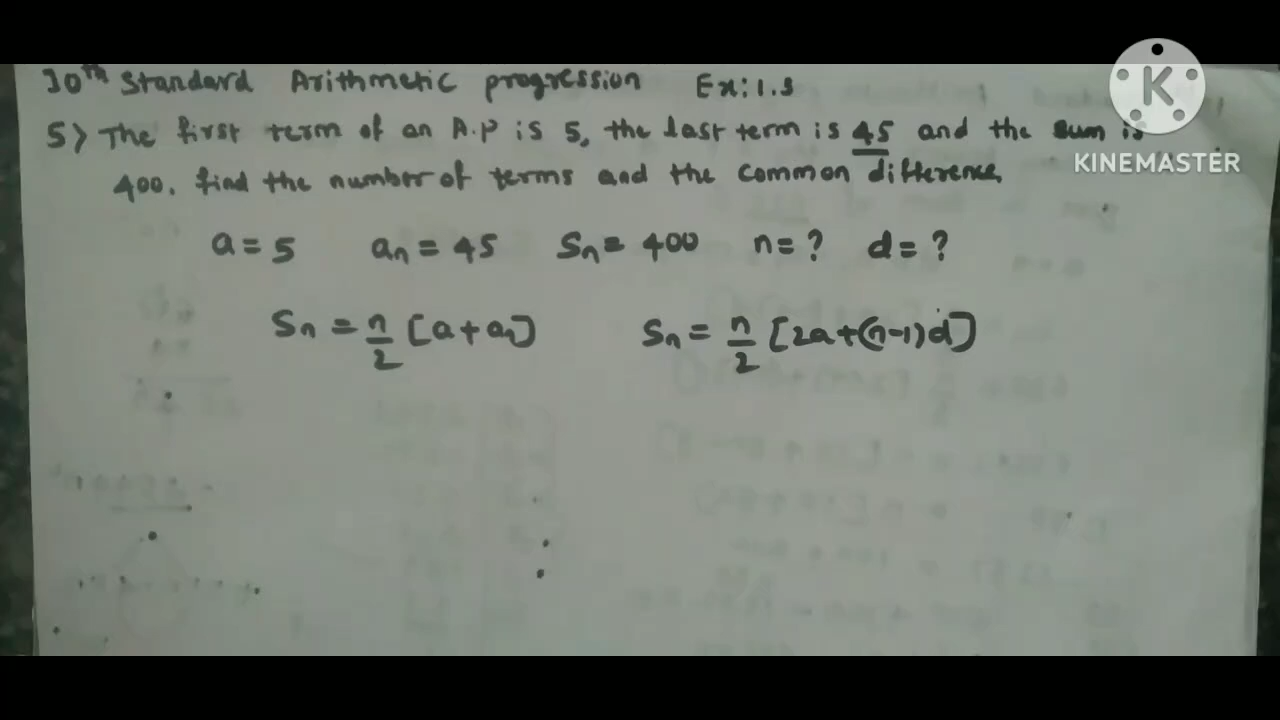 10th Standard Arithmetic progression Ex: 1.3
KINEMASTER
5> The first term of an A.P is 5, the last term is 45 and the sum is
400. find the number of terms and the common difference.
a = 5 an = 45 Sn = 400 n = ? d = ?
Sn = n/2 [a + an] Sn = n/2 [2a + (n-1)d]